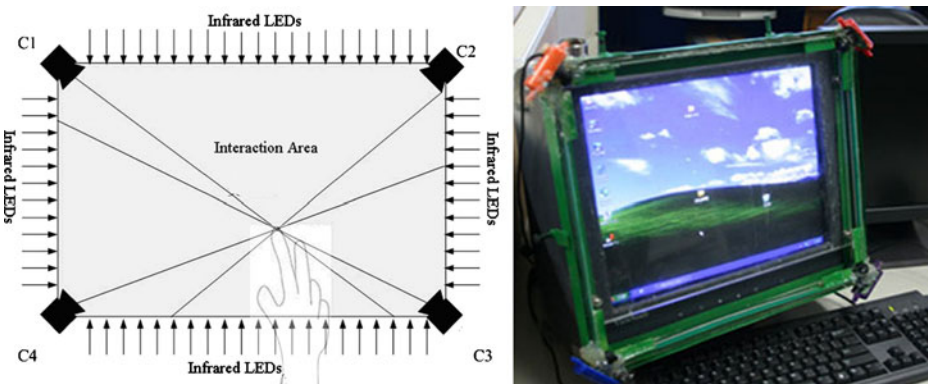 Infrared LEDs
C1
C2
Infrared LEDs
Interaction Area
Infrared LEDs
C4
Infrared LEDs
C3